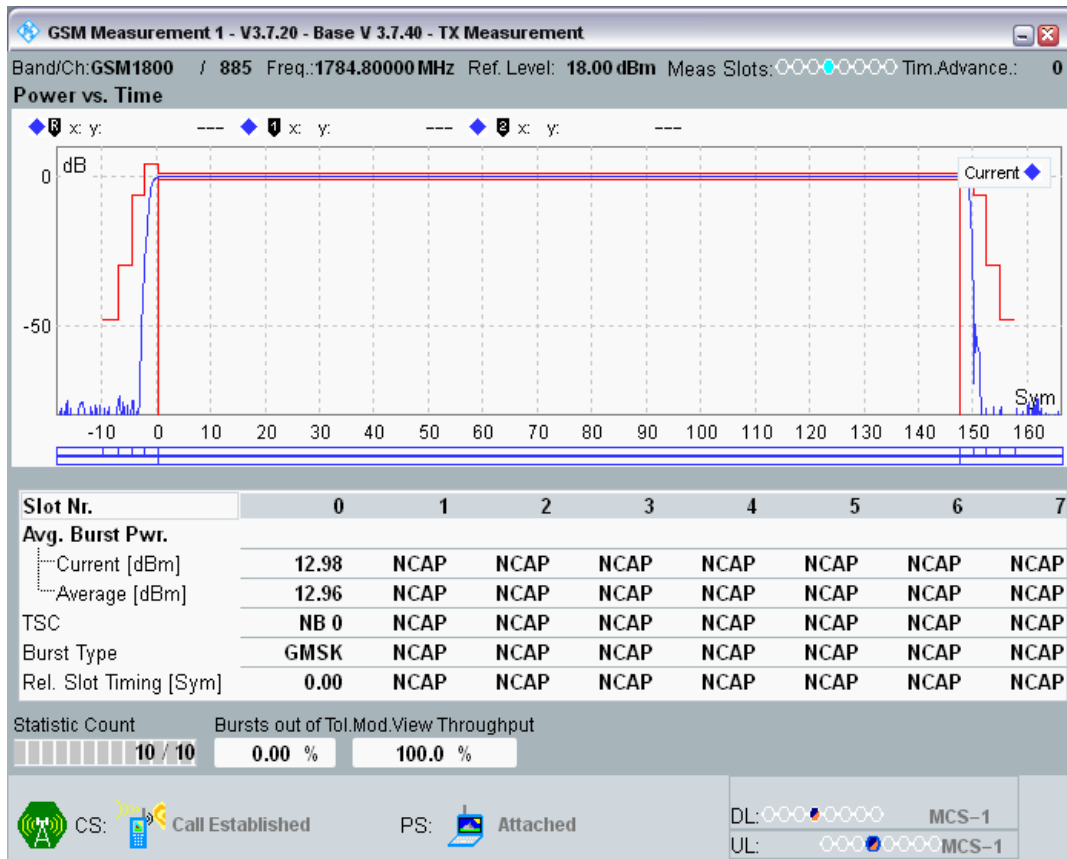 GSM Measurement 1 - V3.7.20 - Base V 3.7.40 - TX Measurement
Band/Ch:GSM1800 / 885 Freq.:1784.80000 MHz Ref. Level: 18.00 dBm Meas Slots: Tim.Advance.: 0
Power vs. Time
R x: y: --- 1 x: y: --- 2 x: y: ---
dB
Current
0
-50
Sym
-10 0 10 20 30 40 50 60 70 80 90 100 110 120 130 140 150 160
Slot Nr. 0 1 2 3 4 5 6 7
Avg. Burst Pwr.
Current [dBm] 12.98 NCAP NCAP NCAP NCAP NCAP NCAP NCAP
Average [dBm] 12.96 NCAP NCAP NCAP NCAP NCAP NCAP NCAP
TSC NB 0 NCAP NCAP NCAP NCAP NCAP NCAP NCAP
Burst Type GMSK NCAP NCAP NCAP NCAP NCAP NCAP NCAP
Rel. Slot Timing [Sym] 0.00 NCAP NCAP NCAP NCAP NCAP NCAP NCAP
Statistic Count Bursts out of Tol. Mod.View Throughput
10 / 10 0.00 % 100.0 %
CS: Call Established PS: Attached
DL: MCS-1
UL: MCS-1